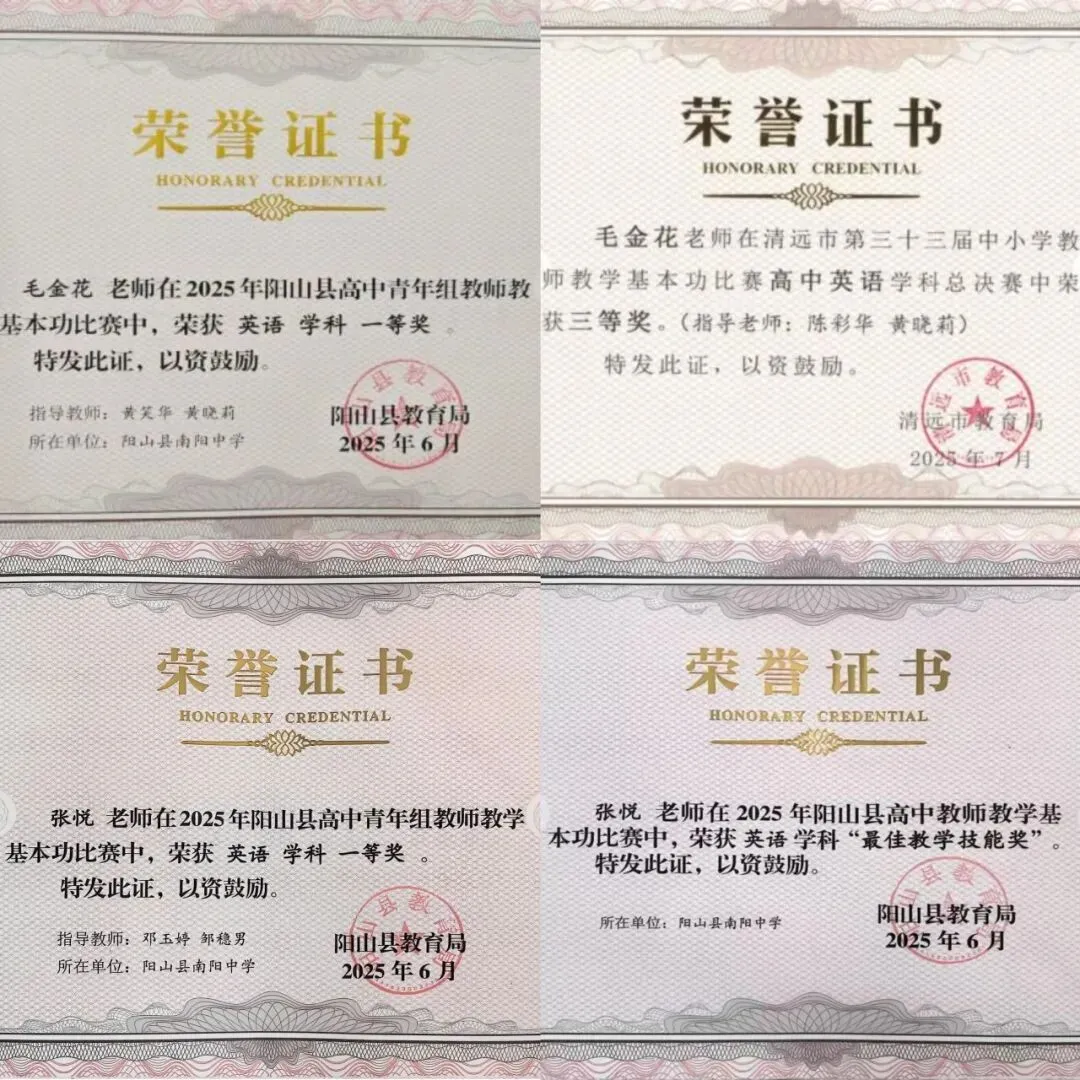 荣誉证书
HONORARY CREDENTIAL
毛金花 老师在2025年阳山县高中青年组教师教
基本功比赛中，荣获 英语 学科 一等奖 。
特发此证，以资鼓励。
指导教师：黄笑华 黄晓莉
所在单位：阳山县南阳中学
阳山县教育局
2025年6月
荣誉证书
HONORARY CREDENTIAL
毛金花老师在清远市第三十三届中小学教
师教学基本功比赛高中英语学科总决赛中荣
获三等奖。（指导老师：陈彩华 黄晓莉）
特发此证，以资鼓励。
清远市教育局
2025年7月
荣誉证书
HONORARY CREDENTIAL
张悦 老师在2025年阳山县高中青年组教师教学
基本功比赛中，荣获 英语 学科 一等奖 。
特发此证，以资鼓励。
指导教师：邓玉婷 邹稳男
所在单位：阳山县南阳中学
阳山县教育局
2025年6月
荣誉证书
HONORARY CREDENTIAL
张悦 老师在 2025 年阳山县高中教师教学基
本功比赛中，荣获 英语 学科“最佳教学技能奖”。
特发此证，以资鼓励。
所在单位：阳山县南阳中学
阳山县教育局
2025年6月